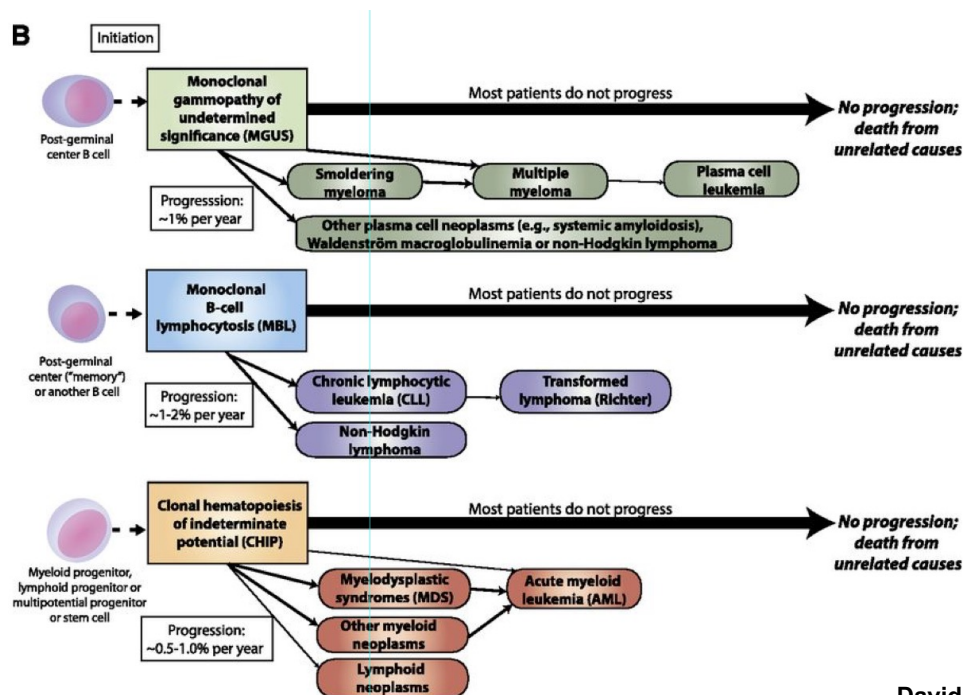 B
Initiation
Post-germinal
center B cell
Monoclonal
gammopathy of
undetermined
significance (MGUS)
Most patients do not progress
No progression;
death from
unrelated causes
Smoldering
myeloma
Multiple
myeloma
Plasma cell
leukemia
Progresssion:
~1% per year
Other plasma cell neoplasms (e.g., systemic amyloidosis),
Waldenström macroglobulinemia or non-Hodgkin lymphoma
Post-germinal
center ("memory")
or another B cell
Monoclonal
B-cell
lymphocytosis (MBL)
Most patients do not progress
No progression;
death from
unrelated causes
Progression:
~1-2% per year
Chronic lymphocytic
leukemia (CLL)
Transformed
lymphoma (Richter)
Non-Hodgkin
lymphoma
Myeloid progenitor,
lymphoid progenitor or
multipotential progenitor
or stem cell
Clonal hematopoiesis
of indeterminate
potential (CHIP)
Most patients do not progress
No progression;
death from
unrelated causes
Myelodysplastic
syndromes (MDS)
Acute myeloid
leukemia (AML)
Progression:
~0.5-1.0% per year
Other myeloid
neoplasms
Lymphoid
neoplasms
David